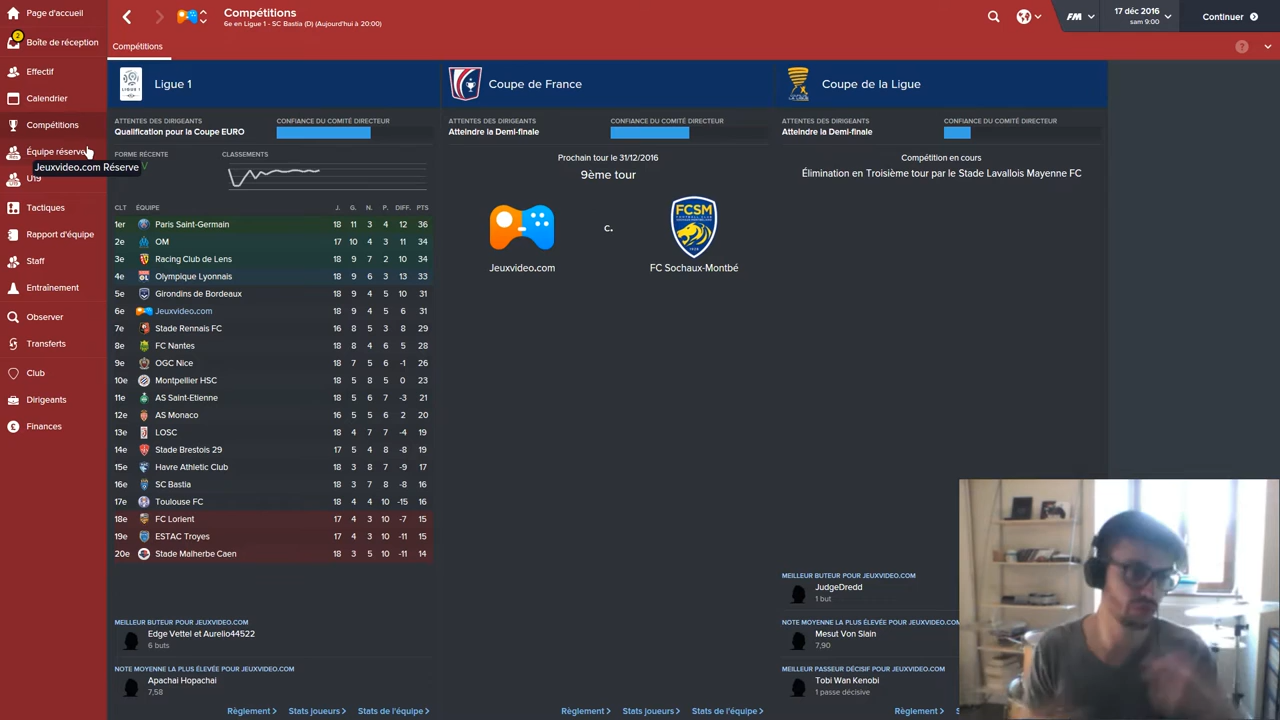 Page d'accueil
2
Boîte de réception
Effectif
Calendrier
Compétitions
Équipe réserve
Jeuxvideo.com Réserve
U19
Tactiques
Rapport d'équipe
Staff
Entraînement
Observer
Transferts
Club
Dirigeants
Finances
Compétitions
6e en Ligue 1 - SC Bastia (D) (Aujourd'hui à 20:00)
FM
17 déc 2016
sam 9:00
Continuer
Compétitions
?
Ligue 1
ATTENTES DES DIRIGEANTS
Qualification pour la Coupe EURO
CONFIANCE DU COMITÉ DIRECTEUR
FORME RÉCENTE
V
CLASSEMENTS
CLT ÉQUIPE J. G. N. P. DIFF. PTS
1er Paris Saint-Germain 18 11 3 4 12 36
2e OM 17 10 4 3 11 34
3e Racing Club de Lens 18 9 7 2 10 34
4e Olympique Lyonnais 18 9 6 3 13 33
5e Girondins de Bordeaux 18 9 4 5 10 31
6e Jeuxvideo.com 18 9 4 5 6 31
7e Stade Rennais FC 16 8 5 3 8 29
8e FC Nantes 18 8 4 6 5 28
9e OGC Nice 18 7 5 6 -1 26
10e Montpellier HSC 18 5 8 5 0 23
11e AS Saint-Etienne 18 5 6 7 -3 21
12e AS Monaco 16 5 5 6 2 20
13e LOSC 18 4 7 7 -4 19
14e Stade Brestois 29 17 5 4 8 -8 19
15e Havre Athletic Club 18 3 8 7 -9 17
16e SC Bastia 18 3 7 8 -8 16
17e Toulouse FC 18 4 4 10 -15 16
18e FC Lorient 17 4 3 10 -7 15
19e ESTAC Troyes 17 4 3 10 -11 15
20e Stade Malherbe Caen 18 3 5 10 -11 14
MEILLEUR BUTEUR POUR JEUXVIDEO.COM
Edge Vettel et Aurelio44522
6 buts
NOTE MOYENNE LA PLUS ÉLEVÉE POUR JEUXVIDEO.COM
Apachai Hopachai
7,58
Règlement
Stats joueurs
Stats de l'équipe
Coupe de France
ATTENTES DES DIRIGEANTS
Atteindre la Demi-finale
CONFIANCE DU COMITÉ DIRECTEUR
Prochain tour le 31/12/2016
9ème tour
c.
FCSM
Jeuxvideo.com
FC Sochaux-Montbé
Règlement
Stats joueurs
Stats de l'équipe
Coupe de la Ligue
ATTENTES DES DIRIGEANTS
Atteindre la Demi-finale
CONFIANCE DU COMITÉ DIRECTEUR
Compétition en cours
Élimination en Troisième tour par le Stade Lavallois Mayenne FC
MEILLEUR BUTEUR POUR JEUXVIDEO.COM
JudgeDredd
1 but
NOTE MOYENNE LA PLUS ÉLEVÉE POUR JEUXVIDEO.COM
Mesut Von Slain
7,90
MEILLEUR PASSEUR DÉCISIF POUR JEUXVIDEO.COM
Tobi Wan Kenobi
1 passe décisive
Règlement